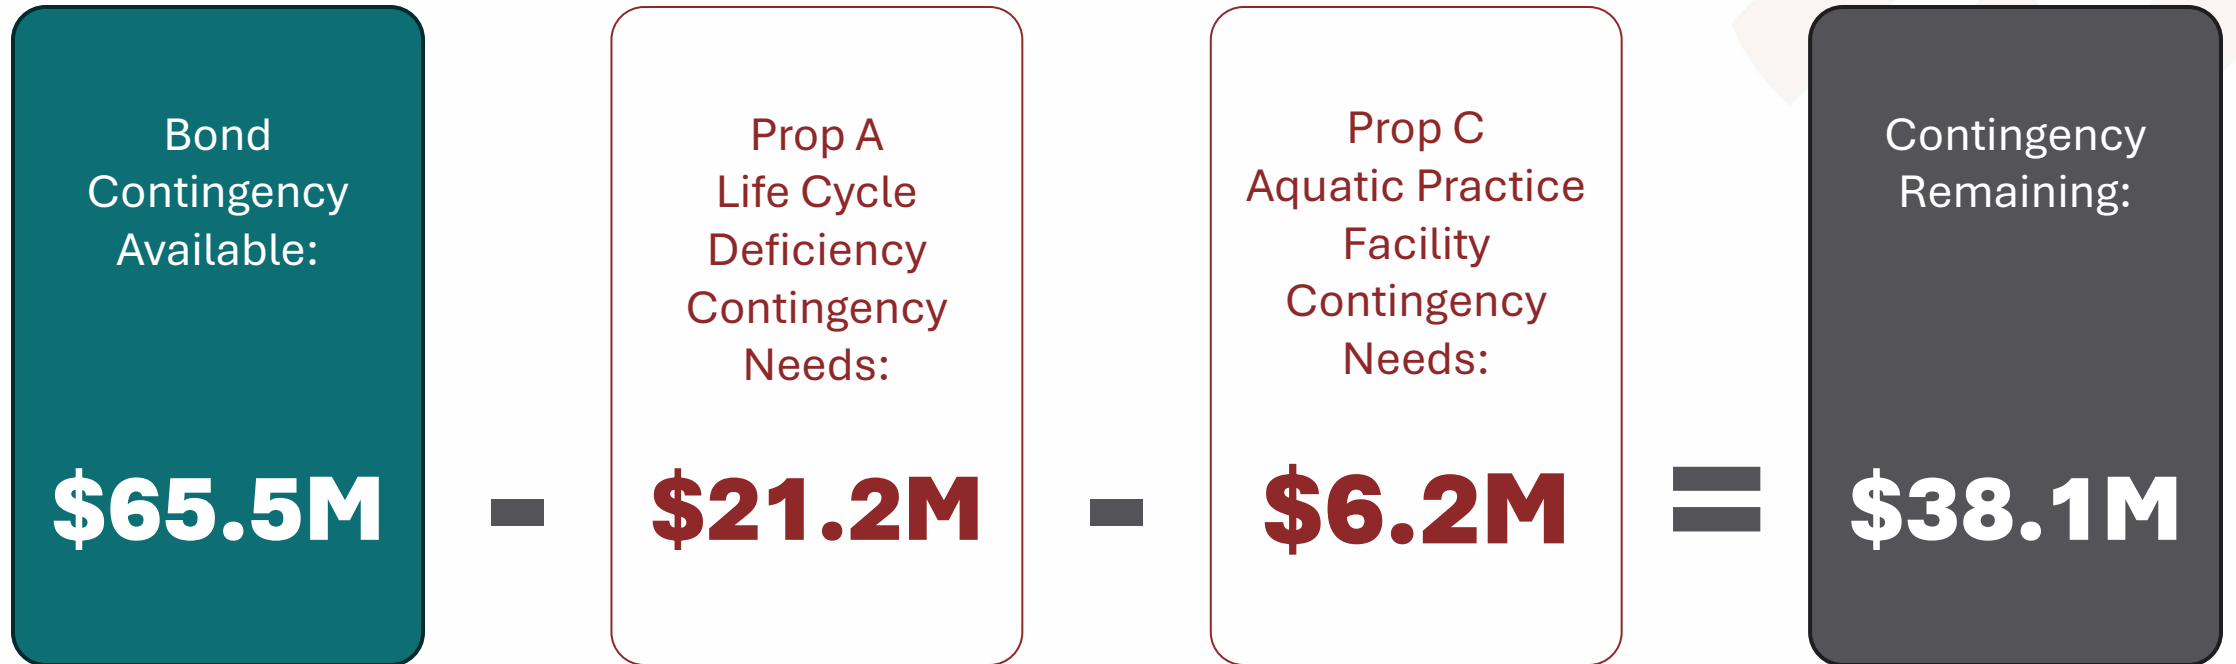 Bond
Contingency
Available:
$65.5M
-
Prop A
Life Cycle
Deficiency
Contingency
Needs:
$21.2M
-
Prop C
Aquatic Practice
Facility
Contingency
Needs:
$6.2M
=
Contingency
Remaining:
$38.1M